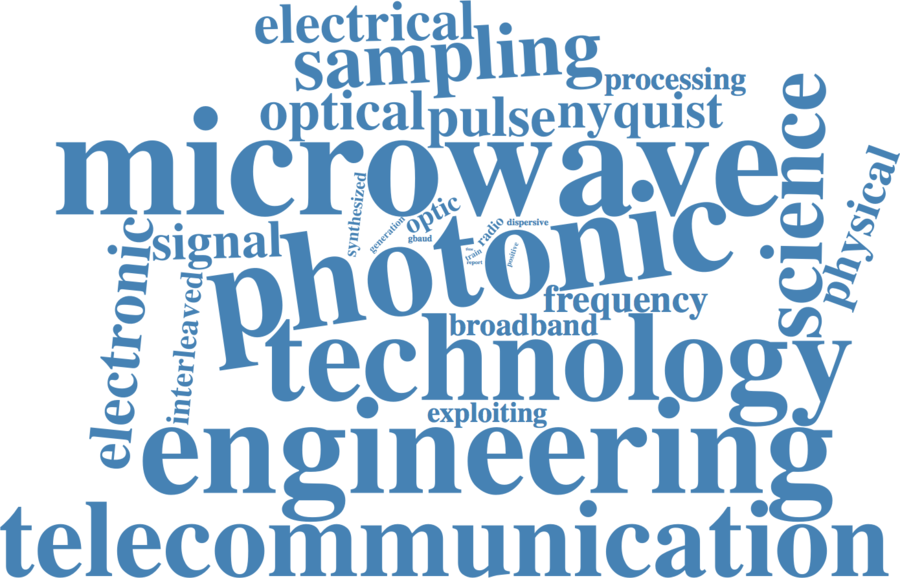 electrical
sampling
processing
optical
pulse
nyquist
microwave
science
physical
synthesized
generation
optic
gbaud
radio
dispersive
train
report
positive
electronic
signal
photonic
interleaved
frequency
broadband
technology
exploiting
engineering
telecommunication